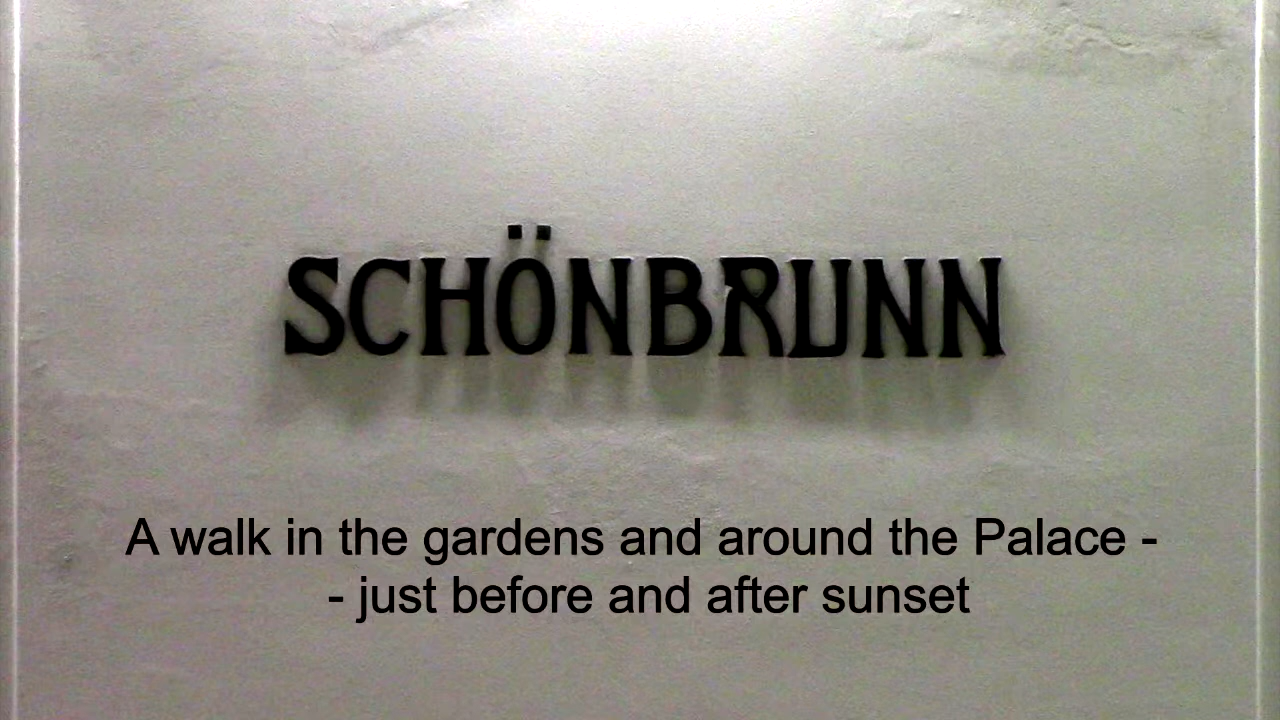 SCHÖNBRUNN
A walk in the gardens and around the Palace -
- just before and after sunset